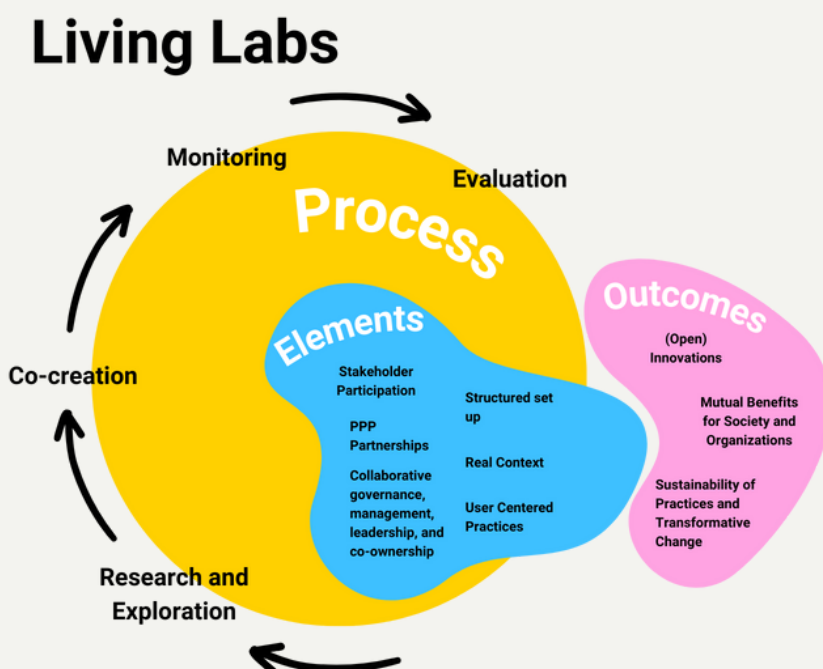 Living Labs
Monitoring
Evaluation
Process
Elements
Outcomes
(Open)
Innovations
Stakeholder
Participation
Co-creation
Structured set
up
Mutual Benefits
for Society and
Organizations
PPP
Partnerships
Real Context
Collaborative
governance,
management,
leadership, and
co-ownership
Sustainability of
Practices and
Transformative
Change
User Centered
Practices
Research and
Exploration